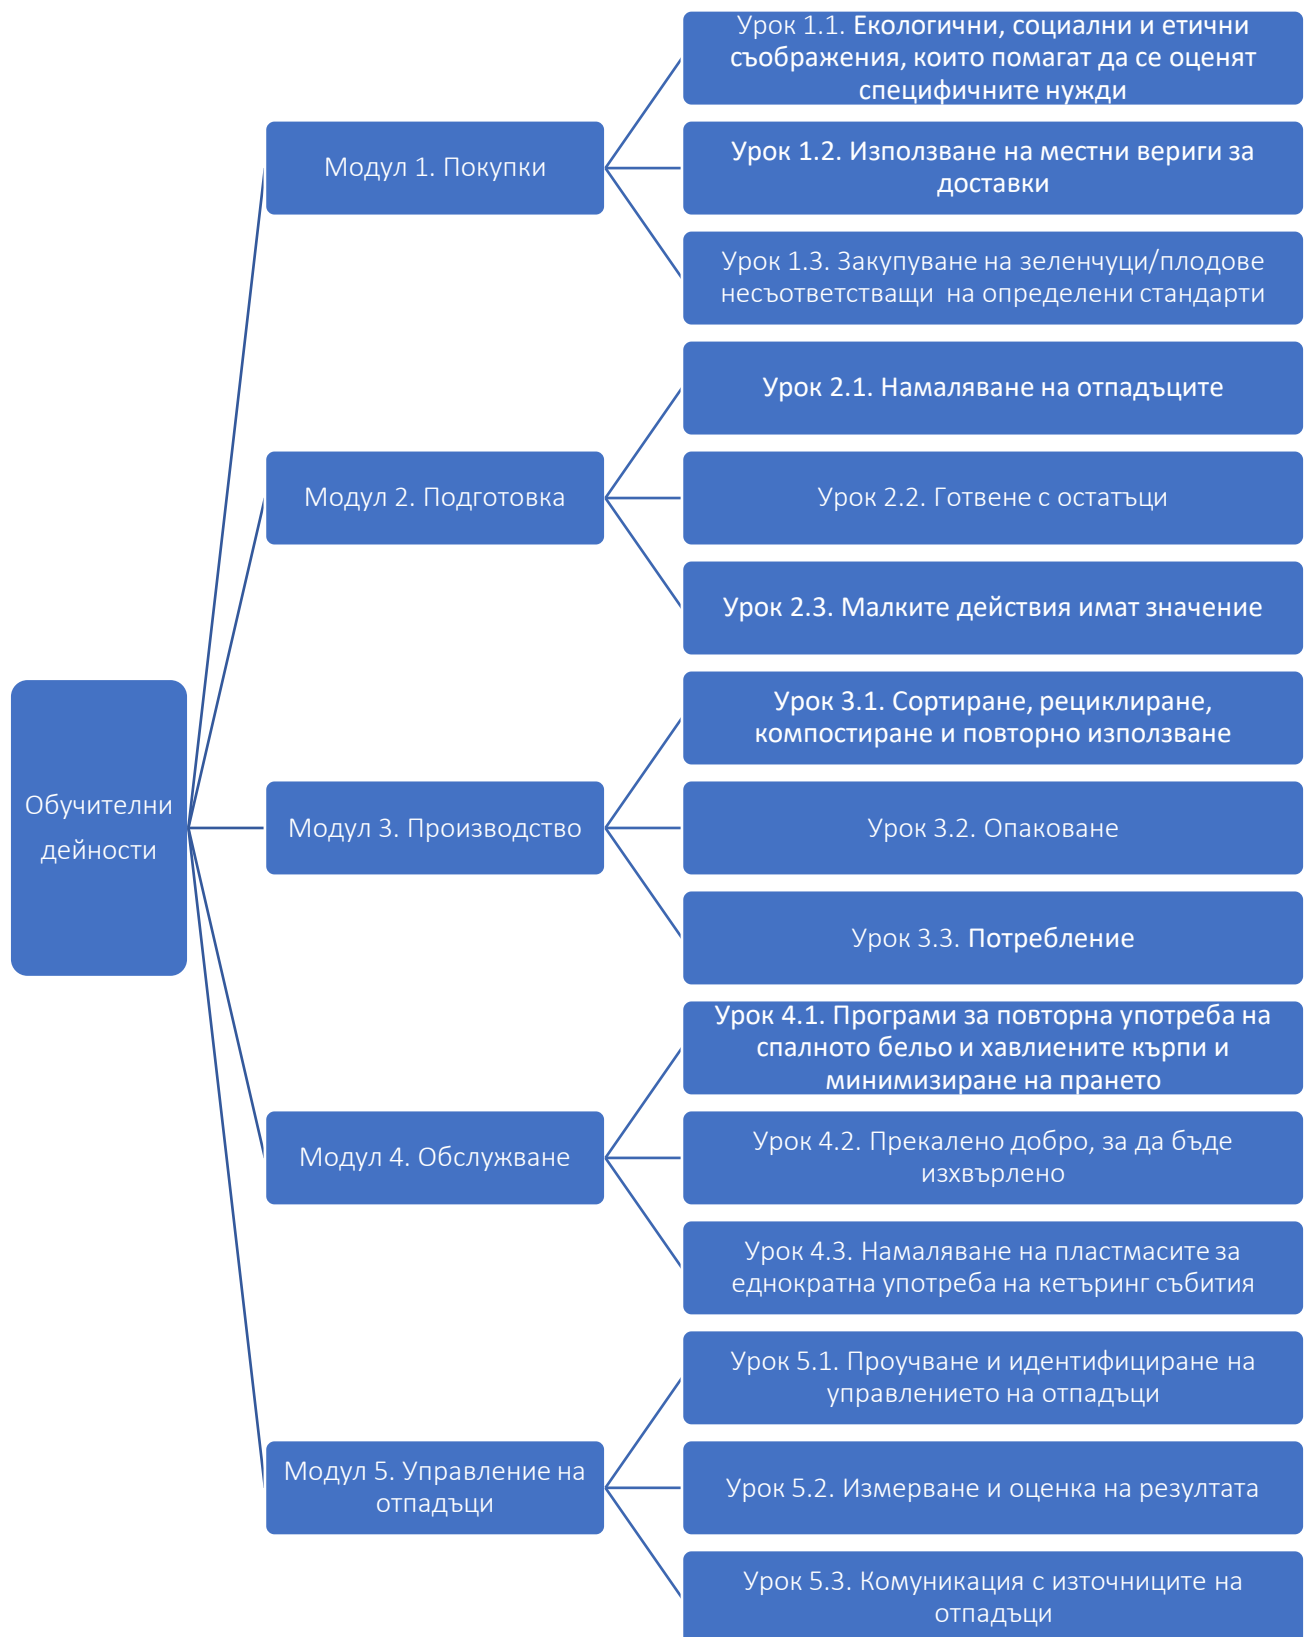 Обучителни
дейности
Модул 1. Покупки
Урок 1.1. Екологични, социални и етични
съображения, които помагат да се оценят
специфичните нужди
Урок 1.2. Използване на местни вериги за
доставки
Урок 1.3. Закупуване на зеленчуци/плодове
несъответстващи  на определени стандарти
Модул 2. Подготовка
Урок 2.1. Намаляване на отпадъците
Урок 2.2. Готвене с остатъци
Урок 2.3. Малките действия имат значение
Модул 3. Производство
Урок 3.1. Сортиране, рециклиране,
компостиране и повторно използване
Урок 3.2. Опаковане
Урок 3.3. Потребление
Модул 4. Обслужване
Урок 4.1. Програми за повторна употреба на
спалното бельо и хавлиените кърпи и
минимизиране на прането
Урок 4.2. Прекалено добро, за да бъде
изхвърлено
Урок 4.3. Намаляване на пластмасите за
еднократна употреба на кетъринг събития
Модул 5. Управление на
отпадъци
Урок 5.1. Проучване и идентифициране на
управлението на отпадъци
Урок 5.2. Измерване и оценка на резултата
Урок 5.3. Комуникация с източниците на
отпадъци